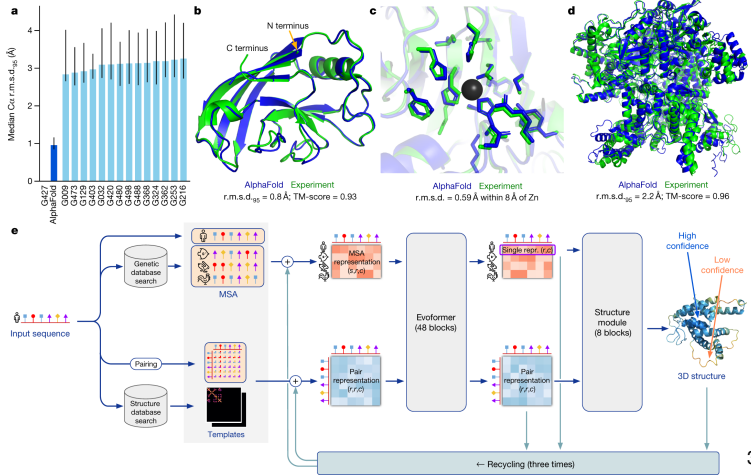 a
Median Cα r.m.s.d.95 (Å)
4
3
2
1
0
G427
AlphaFold
G009
G473
G129
G403
G032
G420
G480
G498
G488
G368
G324
G362
G253
G216
b
N terminus
C terminus
AlphaFold Experiment
r.m.s.d.95 = 0.8 Å; TM-score = 0.93
c
AlphaFold Experiment
r.m.s.d. = 0.59 Å within 8 Å of Zn
d
AlphaFold Experiment
r.m.s.d.95 = 2.2 Å; TM-score = 0.96
e
Input sequence
Genetic
database
search
MSA
Pairing
Structure
database
search
Templates
+
+
MSA
representation
(s,r,c)
Pair
representation
(r,r,c)
Evoformer
(48 blocks)
Single repr. (r,c)
Pair
representation
(r,r,c)
Structure
module
(8 blocks)
High
confidence
Low
confidence
3D structure
← Recycling (three times)